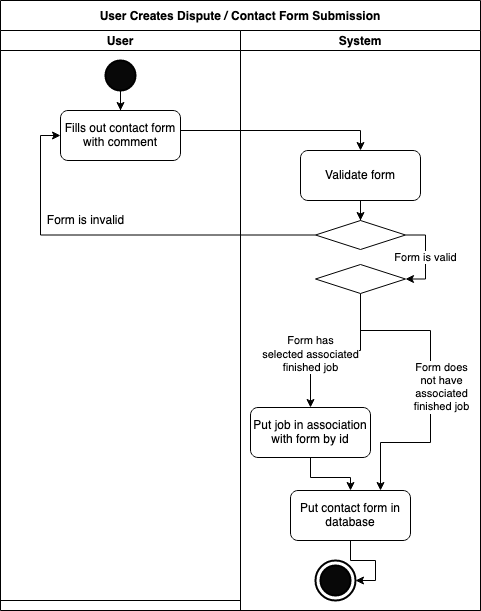 User Creates Dispute / Contact Form Submission
User
System
Fills out contact form
with comment
Validate form
Form is invalid
Form is valid
Form has
selected associated
finished job
Form does
not have
associated
finished job
Put job in association
with form by id
Put contact form in
database